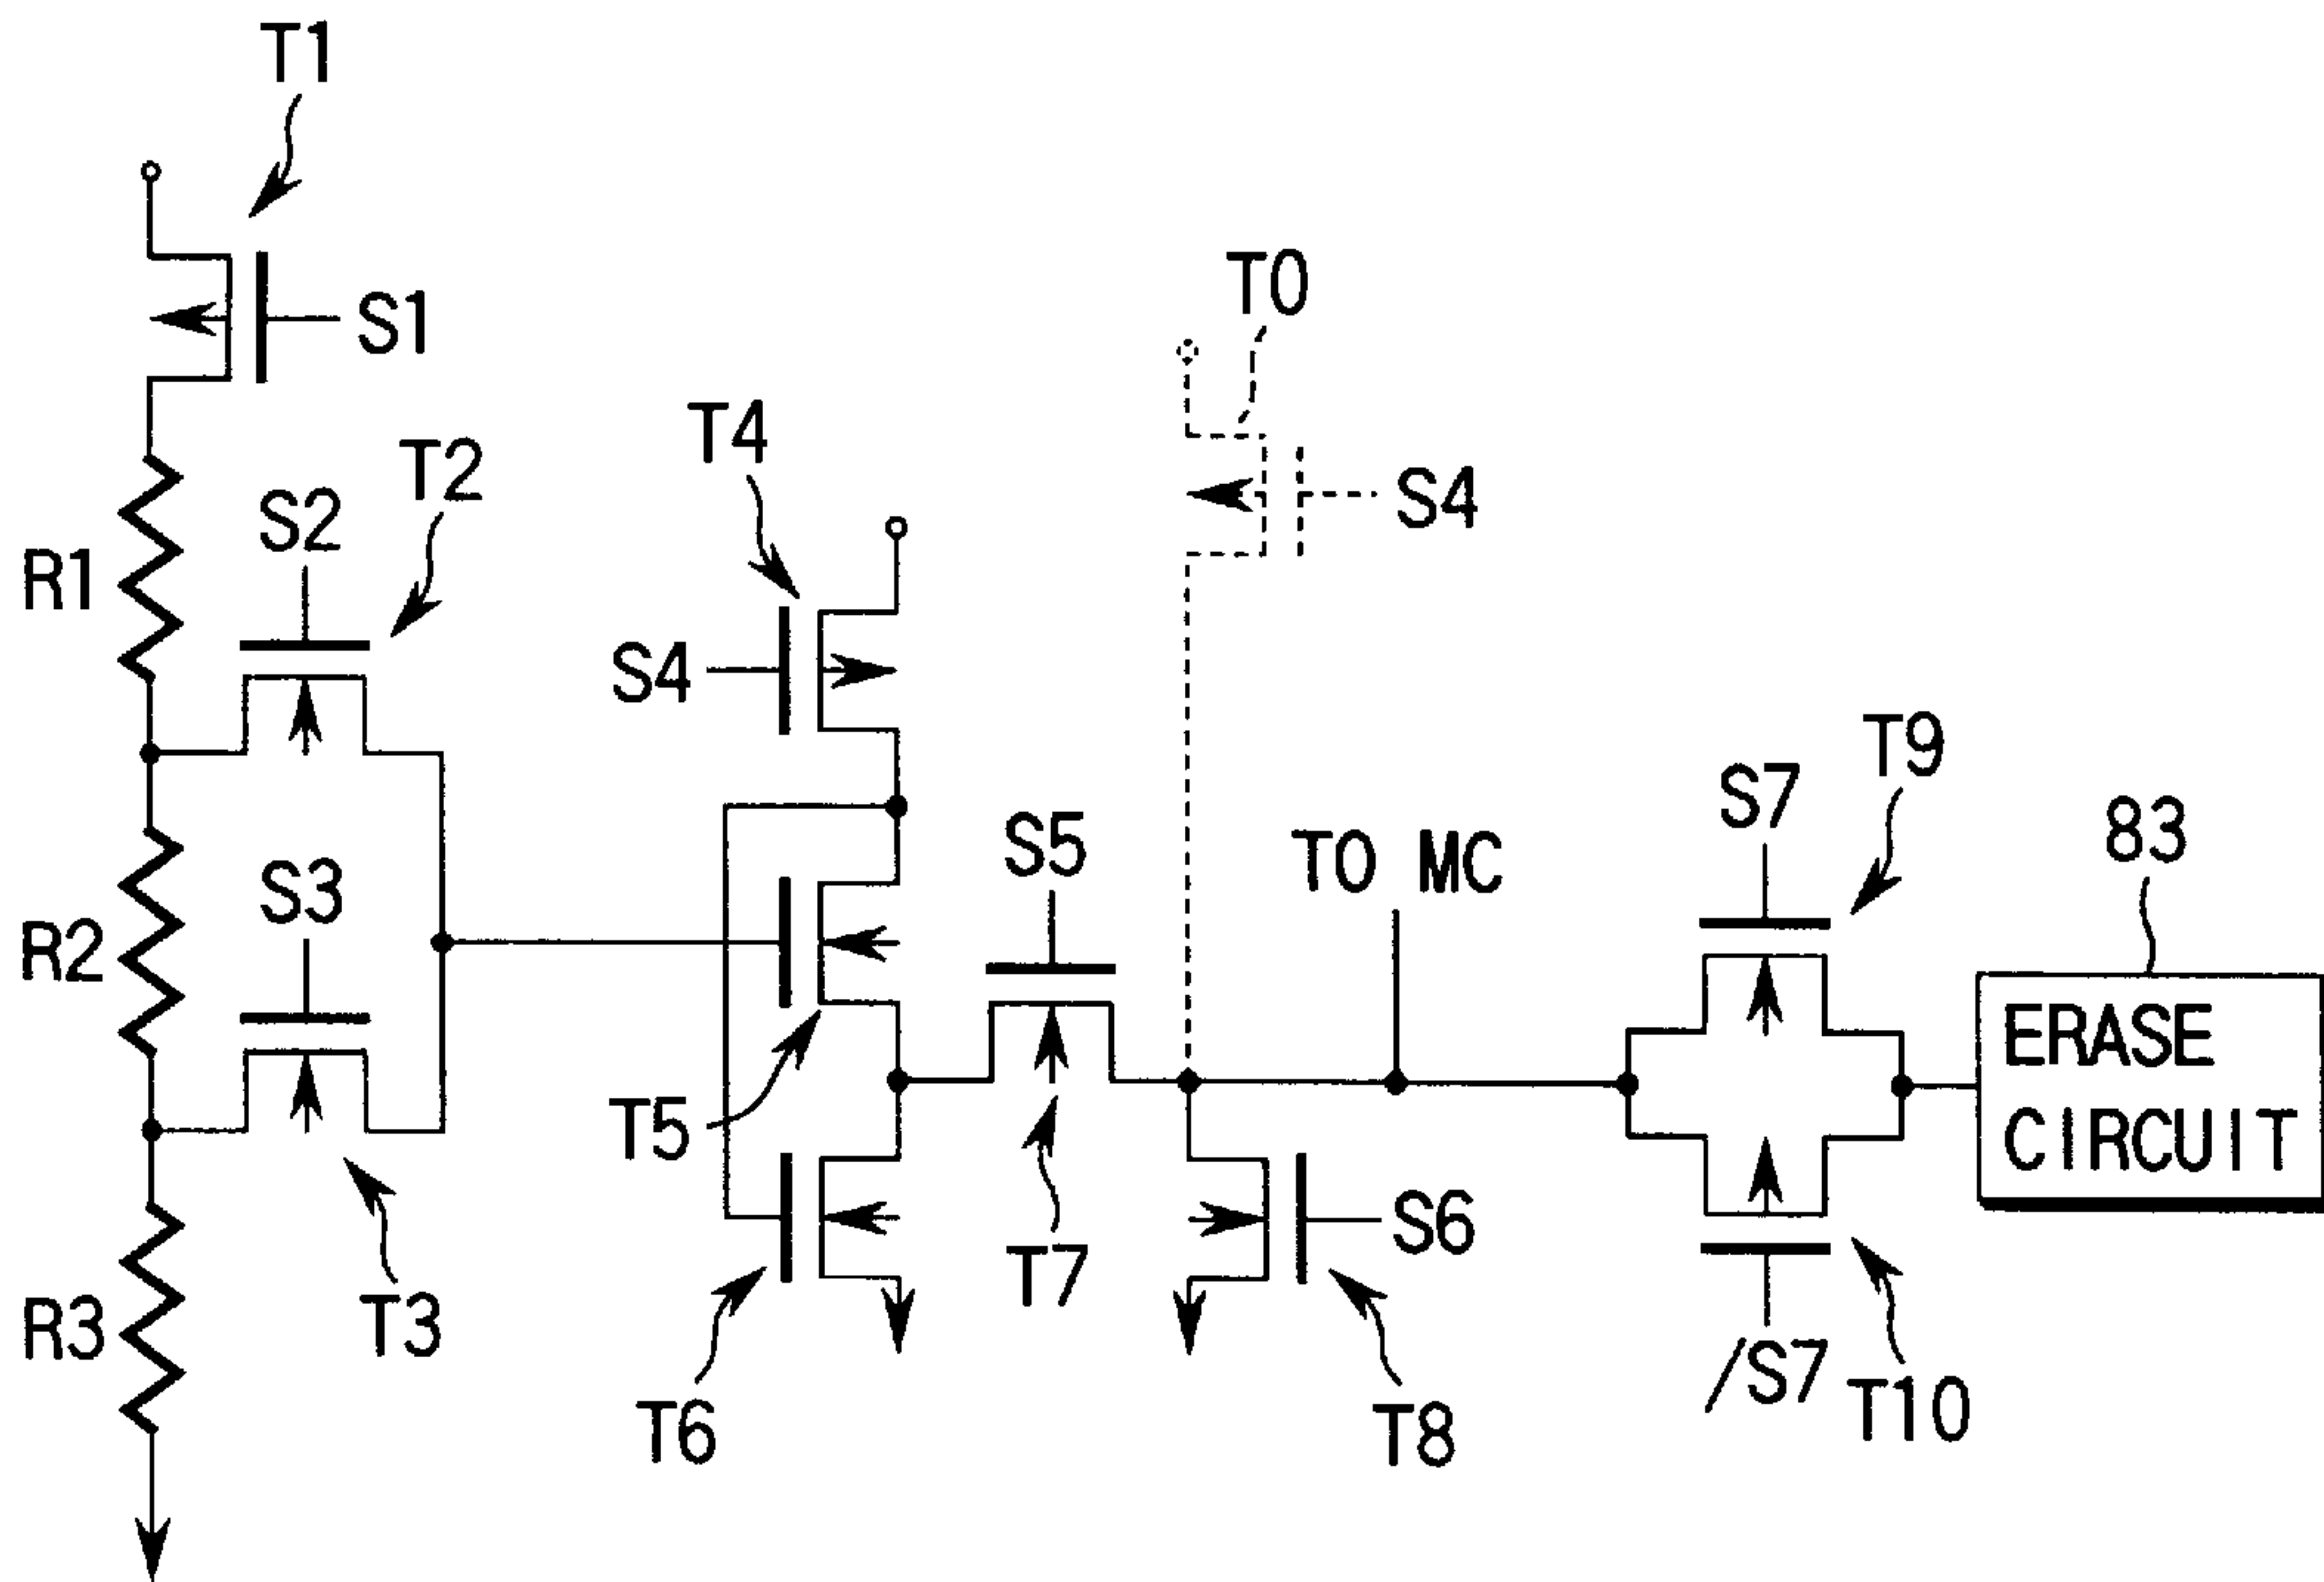 T1
S1
T0
T4
T2
S4
S2
R1
S4
T9
S7
S5
TO MC
83
S3
R2
ERASE
CIRCUIT
T5
S6
T7
R3
T3
/S7
T10
T6
T8